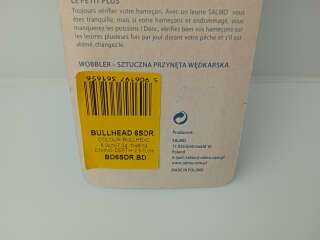 LE PETIT PLUS
Toujours vérifier votre hameçon. Avec un leurre SALMO vous
êtes tranquille, mais si votre hameçons et endommagé, vous
manquerez les poissons! Donc, vérifiez bien vos hameçons sur
les leurres plusieurs fois par jour durant votre pêche et s'il est
abîmé, changez le.
WOBBLER – SZTUCZNA PRZYNĘTA WĘDKARSKA
BULLHEAD 6SDR
BD6SDR BD
Producent:
SALMO
Poland
MADE IN POLAND